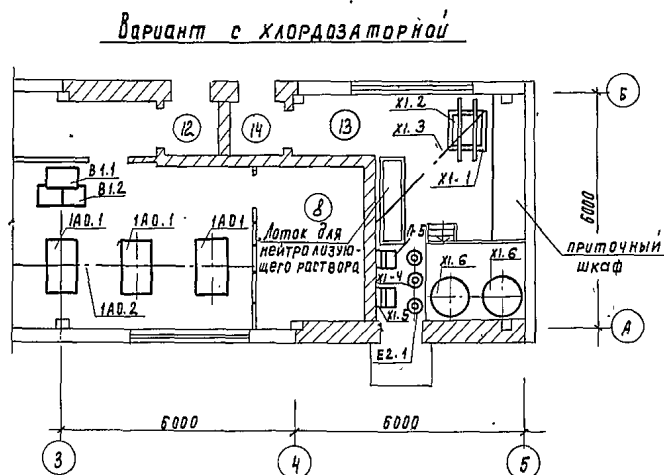 Вариант с хлордозаторной
12
14
13
Х1.2
Х1.3
Х1-1
Б
В1.1
В1.2
8
1А0.1
1А0.1
1А01
Лоток для
нейтрализую-
щего раствора
Л-5
Х1-4
Х1.5
Х1.6
Х1.6
приточный
шкаф
6000
1А0.2
Е2.1
А
6000
6000
3
4
5